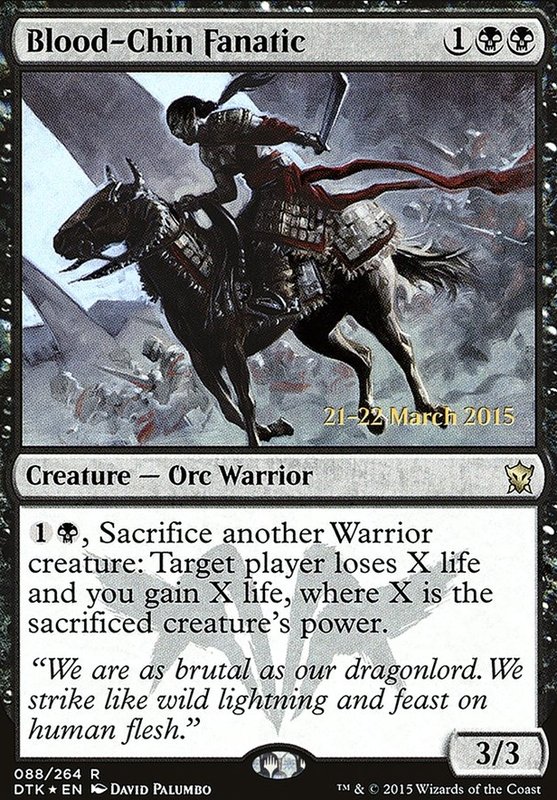 Blood-Chin Fanatic 1
21–22 March 2015
Creature — Orc Warrior
1, Sacrifice another Warrior
creature: Target player loses X life
and you gain X life, where X is the
sacrificed creature's power.
“We are as brutal as our dragonlord. We
strike like wild lightning and feast on
human flesh.”
3/3
088/264 R
DTK ★ EN David Palumbo
™ & © 2015 Wizards of the Coast